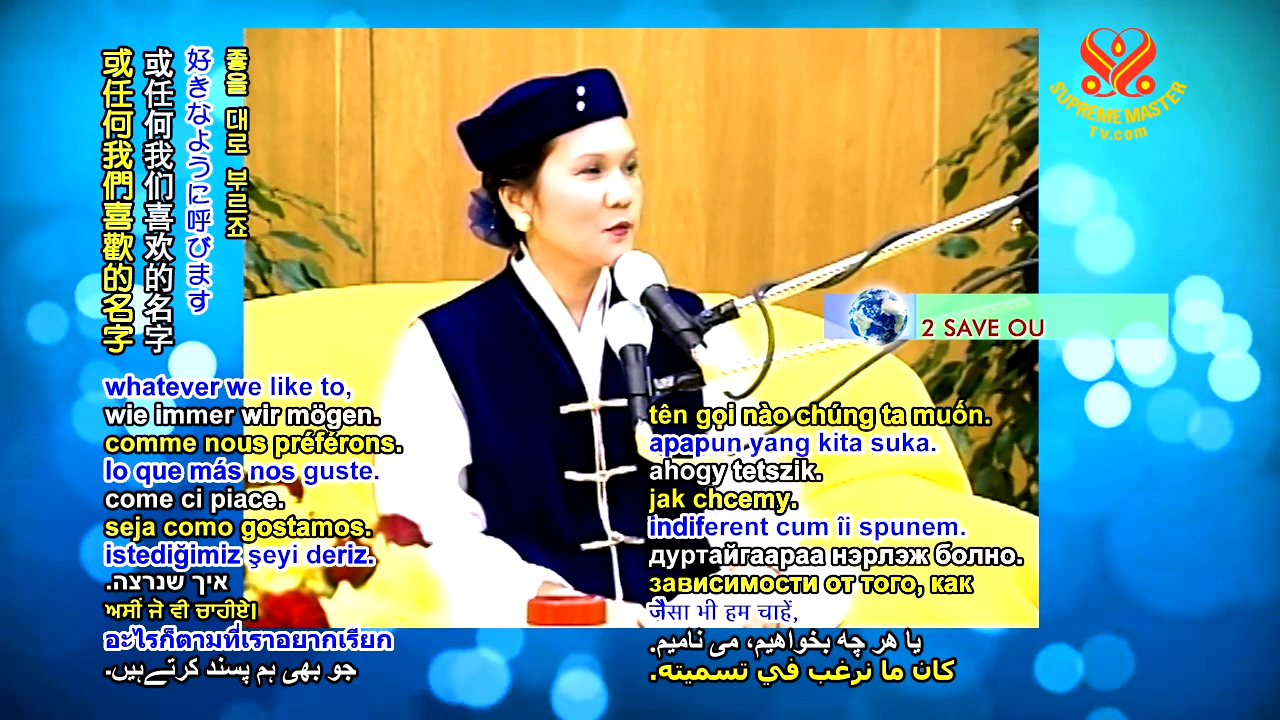 或任何我們喜歡的名字
或任何我们喜欢的名字
好きなように呼びます
좋을 대로 부르죠
SUPREME MASTER
TV.com
2 SAVE OU
whatever we like to,
wie immer wir mögen.
comme nous préférons.
lo que más nos guste.
come ci piace.
seja como gostamos.
istediğimiz şeyi deriz.
איך שנרצה.
ਅਸੀਂ ਜੋ ਵੀ ਚਾਹੀਏ।
อะไรก็ตามที่เราอยากเรียก
جو بھی ہم پسند کرتے ہیں.
tên gọi nào chúng ta muốn.
apapun yang kita suka.
ahogy tetszik.
jak chcemy.
indiferent cum îi spunem.
дуртайгаараа нэрлэж болно.
зависимости от того, как
जैसा भी हम चाहें,
یا هر چه بخواهیم، می نامیم.
كان ما نرغب في تسميته.